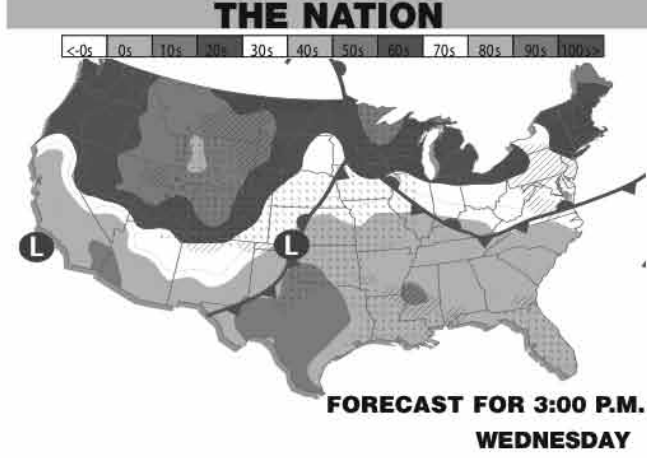 THE NATION
<-0s 0s 10s 20s 30s 40s 50s 60s 70s 80s 90s 100s>
L
L
FORECAST FOR 3:00 P.M.
WEDNESDAY